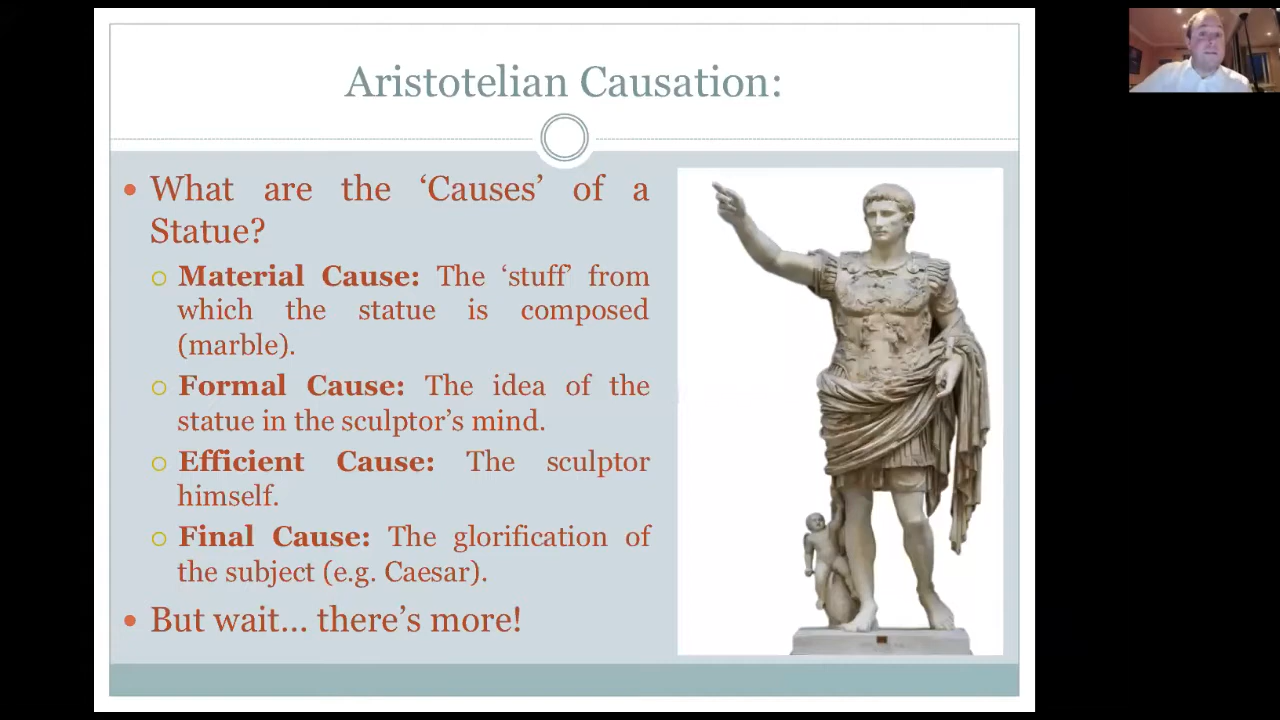 Aristotelian Causation:
What are the ‘Causes’ of a
Statue?
Material Cause: The ‘stuff’ from
which the statue is composed
(marble).
Formal Cause: The idea of the
statue in the sculptor’s mind.
Efficient Cause: The sculptor
himself.
Final Cause: The glorification of
the subject (e.g. Caesar).
But wait... there’s more!